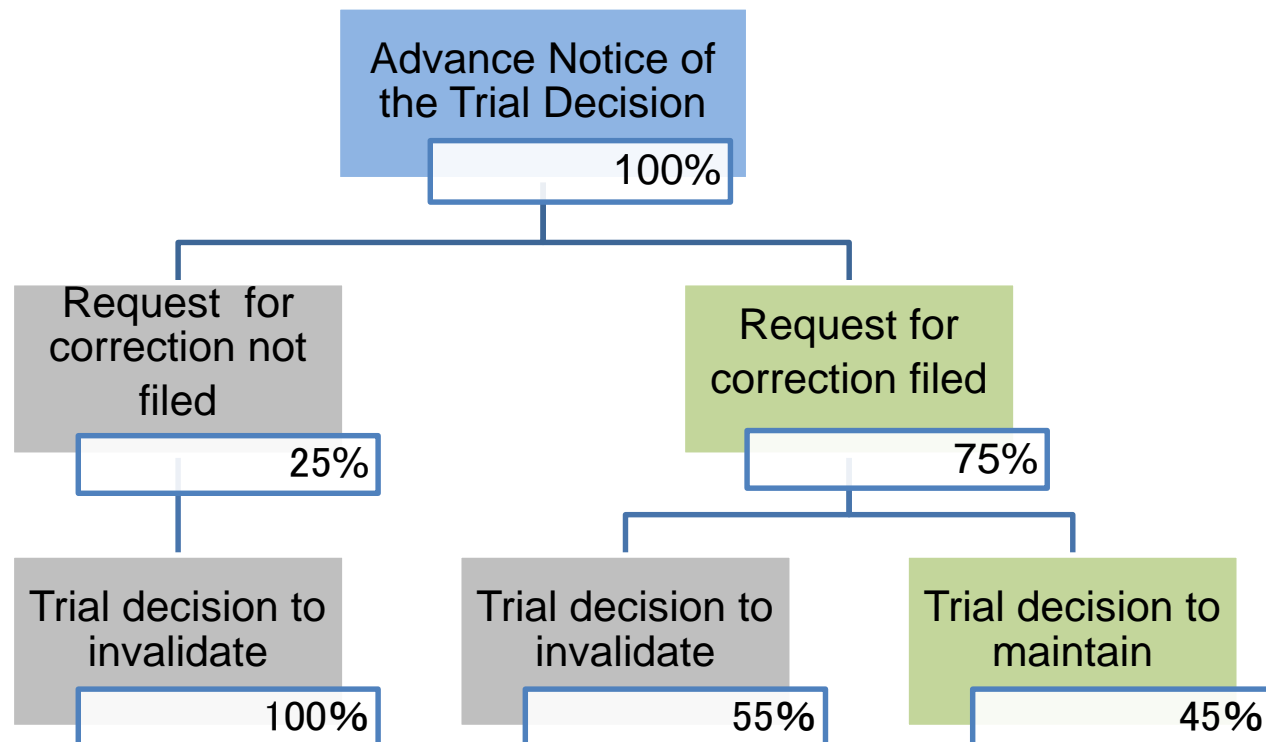 Advance Notice of
the Trial Decision
100%
Request for
correction not
filed
25%
Request for
correction filed
75%
Trial decision to
invalidate
100%
Trial decision to
invalidate
55%
Trial decision to
maintain
45%